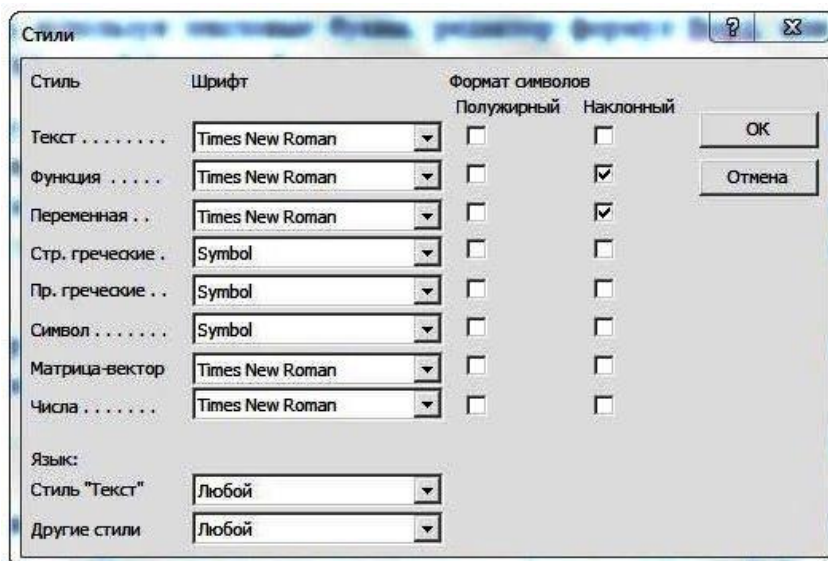 Стили
Стиль Шрифт Формат символов
Полужирный Наклонный
Текст . . . . . . . . Times New Roman OK
Функция . . . . . Times New Roman Отмена
Переменная . . Times New Roman
Стр. греческие . Symbol
Пр. греческие . . Symbol
Символ . . . . . . . Symbol
Матрица-вектор Times New Roman
Числа . . . . . . . Times New Roman
Язык:
Стиль "Текст" Любой
Другие стили Любой